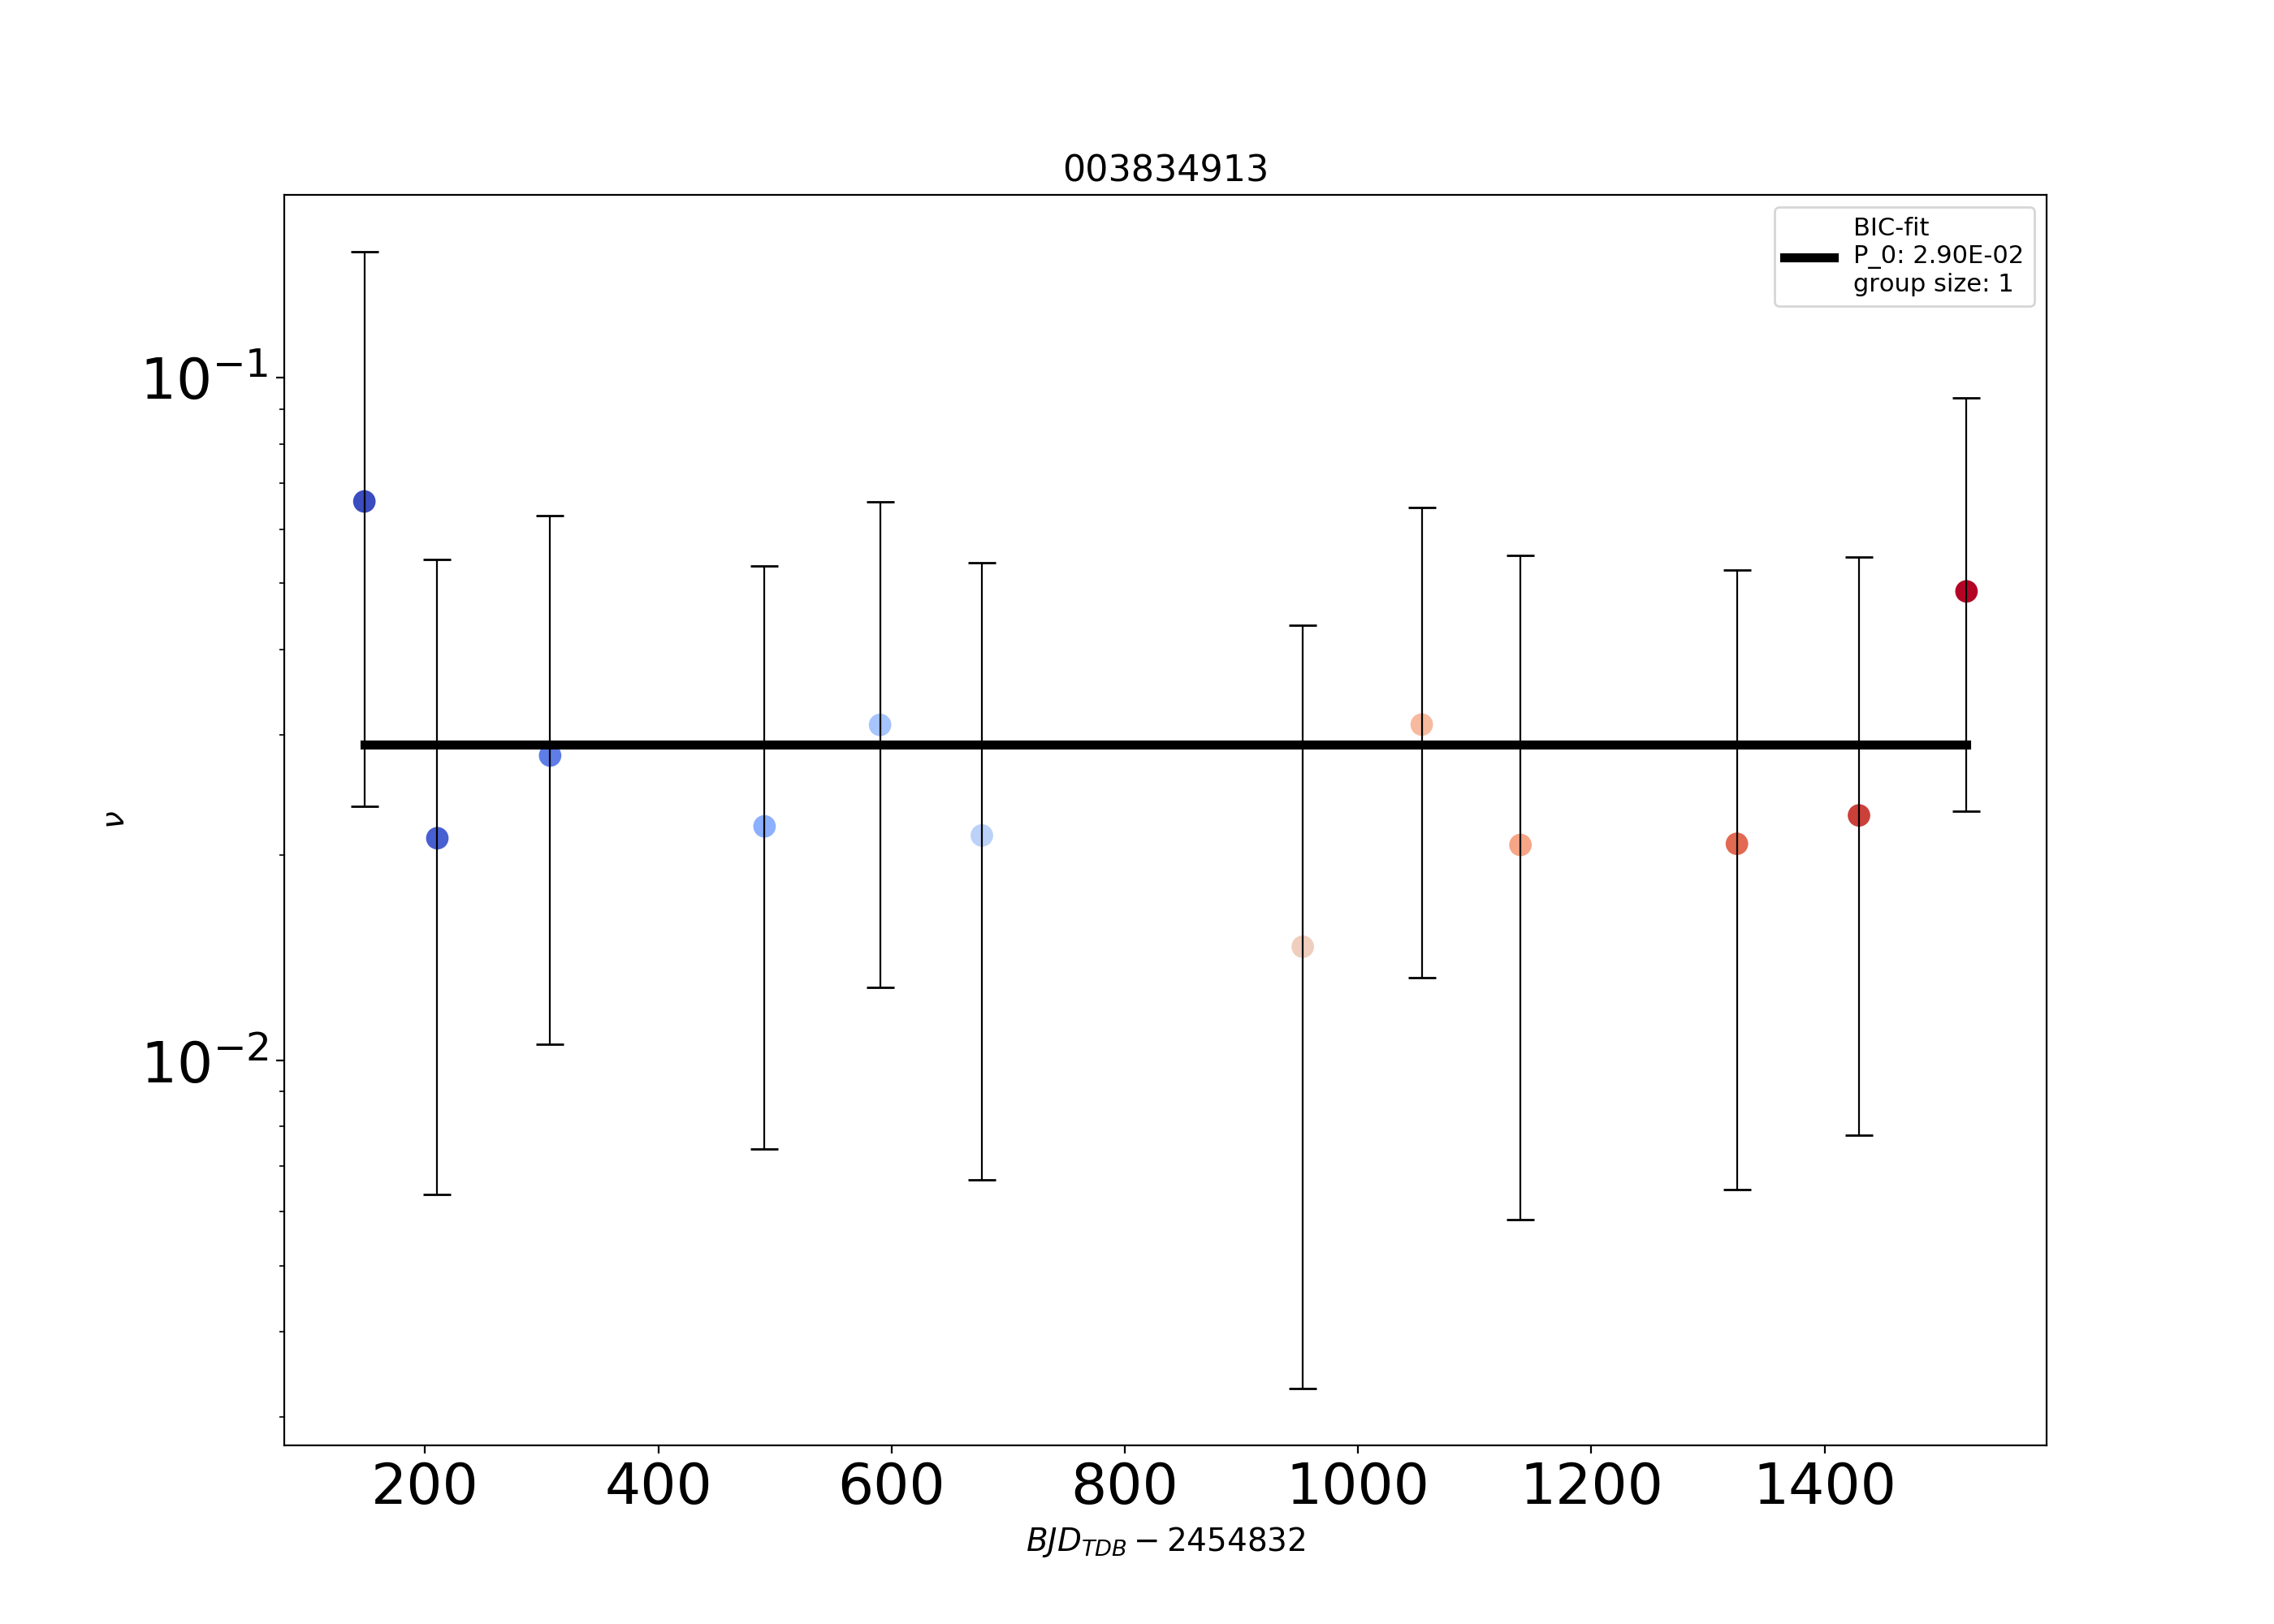 003834913
BIC-fit
P_0: 2.90E-02
group size: 1
10⁻¹
10⁻²
ν
200 400 600 800 1000 1200 1400
BJD_TDB − 2454832